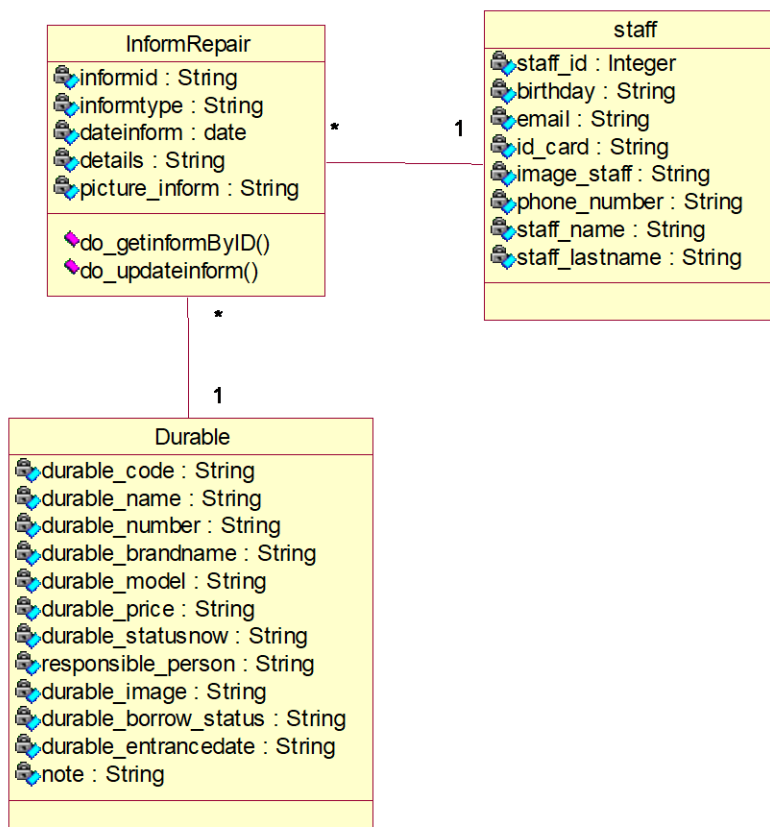 InformRepair
informid : String
informtype : String
dateinform : date
details : String
picture_inform : String
do_getinformByID()
do_updateinform()
*
1
staff
staff_id : Integer
birthday : String
email : String
id_card : String
image_staff : String
phone_number : String
staff_name : String
staff_lastname : String
*
1
Durable
durable_code : String
durable_name : String
durable_number : String
durable_brandname : String
durable_model : String
durable_price : String
durable_statusnow : String
responsible_person : String
durable_image : String
durable_borrow_status : String
durable_entrancedate : String
note : String